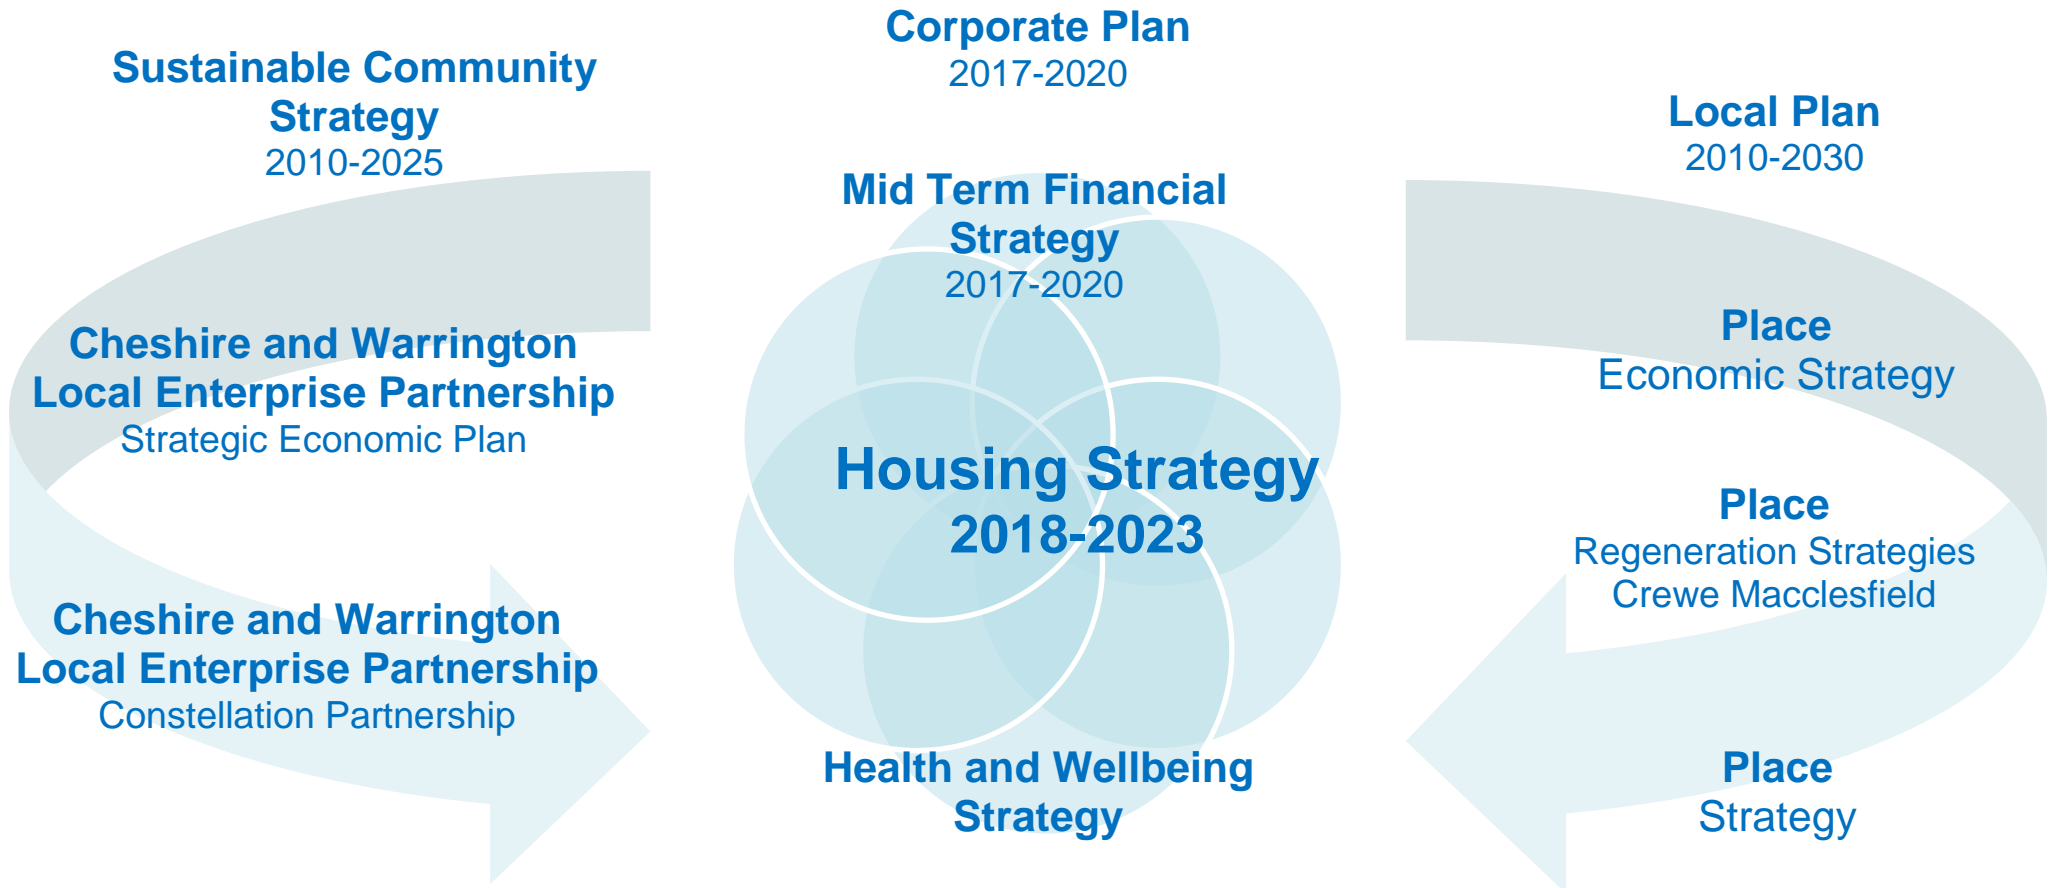 Sustainable Community
Strategy
2010-2025
Cheshire and Warrington
Local Enterprise Partnership
Strategic Economic Plan
Cheshire and Warrington
Local Enterprise Partnership
Constellation Partnership
Corporate Plan
2017-2020
Mid Term Financial
Strategy
2017-2020
Housing Strategy
2018-2023
Health and Wellbeing
Strategy
Local Plan
2010-2030
Place
Economic Strategy
Place
Regeneration Strategies
Crewe Macclesfield
Place
Strategy